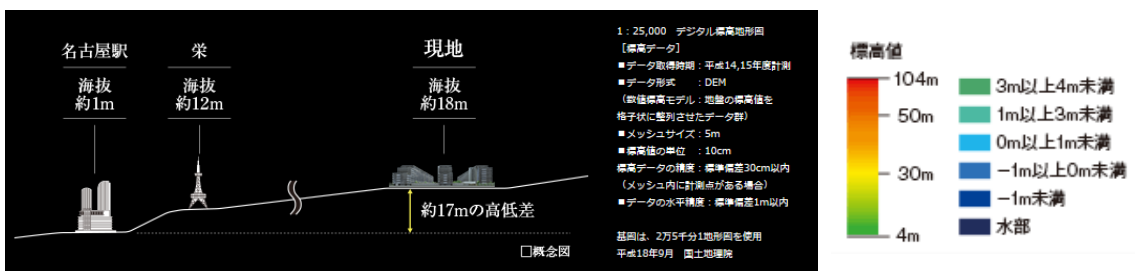 名古屋駅
海抜
約1m
栄
海抜
約12m
現地
海抜
約18m
約17mの高低差
□概念図
1：25,000　デジタル標高地形図
［標高データ］
■データ取得時期：平成14,15年度計測
■データ形式　：DEM
（数値標高モデル：地盤の標高値を
格子状に整列させたデータ群）
■メッシュサイズ：5m
■標高値の単位　：10cm
標高データの精度：標準偏差30cm以内
（メッシュ内に計測点がある場合）
■データの水平精度：標準偏差1m以内
基図は、2万5千分1地形図を使用
平成18年9月　国土地理院
標高値
104m
50m
30m
4m
3m以上4m未満
1m以上3m未満
0m以上1m未満
−1m以上0m未満
−1m未満
水部